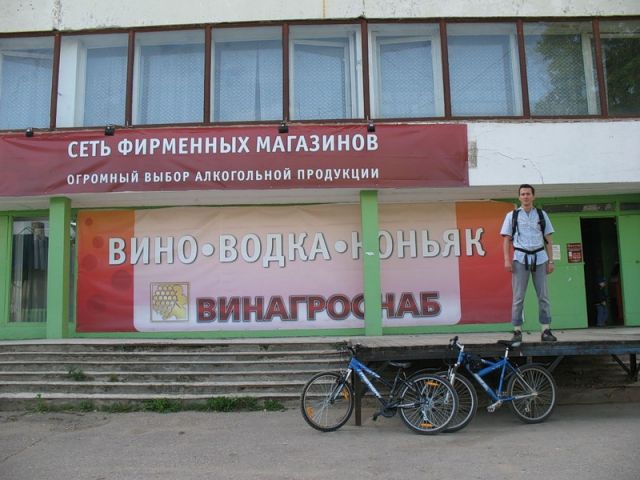 СЕТЬ ФИРМЕННЫХ МАГАЗИНОВ
ОГРОМНЫЙ ВЫБОР АЛКОГОЛЬНОЙ ПРОДУКЦИИ
ВИНО•ВОДКА•КОНЬЯК
ВИНАГРОСНАБ